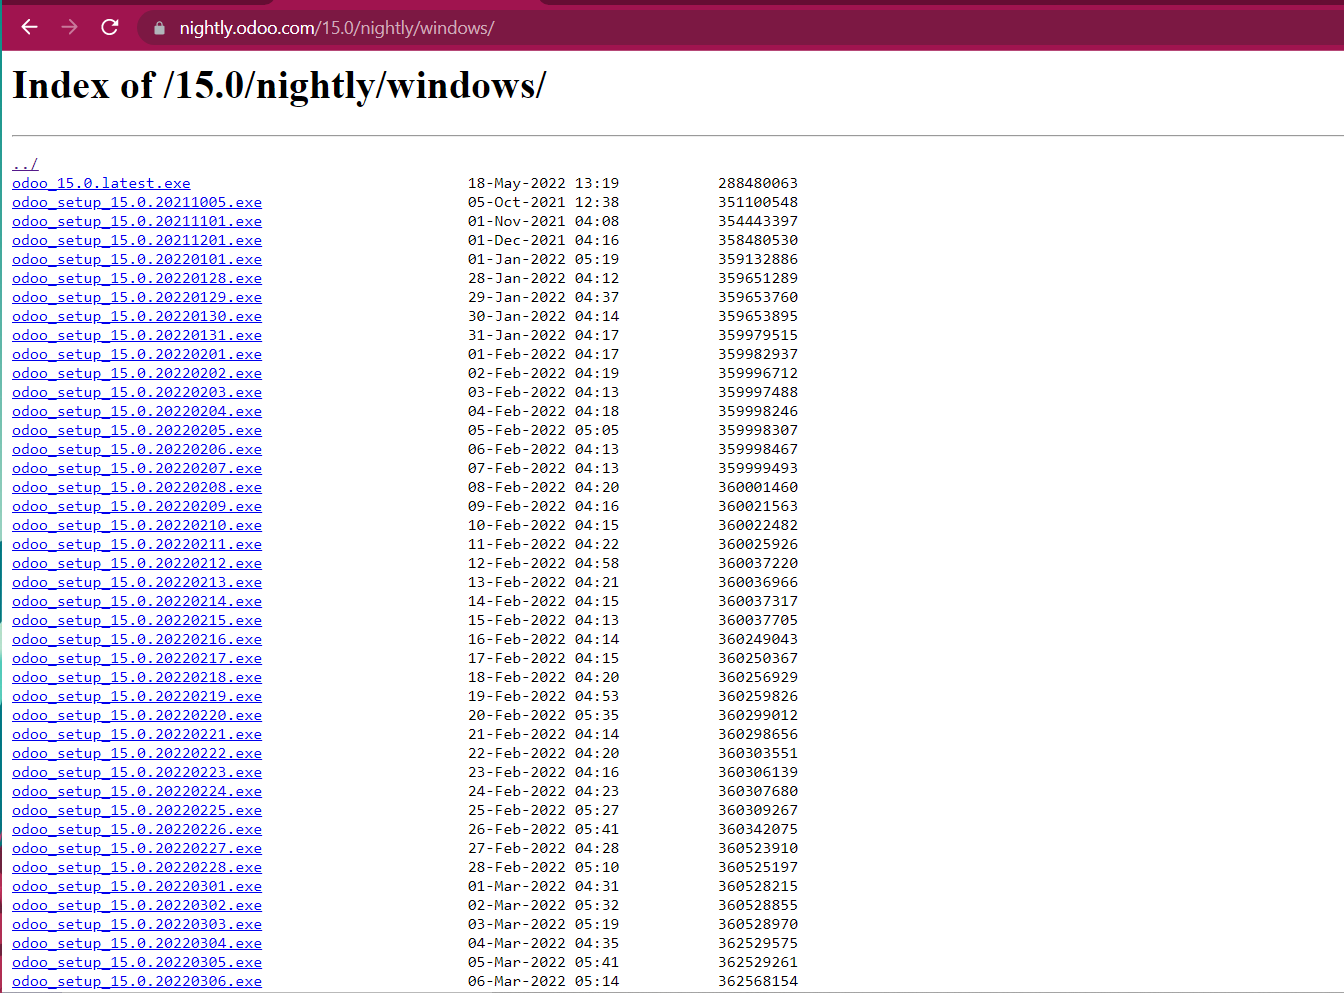 nightly.odoo.com/15.0/nightly/windows/
Index of /15.0/nightly/windows/
../
odoo_15.0.latest.exe 18-May-2022 13:19 288480063
odoo_setup_15.0.20211005.exe 05-Oct-2021 12:38 351100548
odoo_setup_15.0.20211101.exe 01-Nov-2021 04:08 354443397
odoo_setup_15.0.20211201.exe 01-Dec-2021 04:16 358480530
odoo_setup_15.0.20220101.exe 01-Jan-2022 05:19 359132886
odoo_setup_15.0.20220128.exe 28-Jan-2022 04:12 359651289
odoo_setup_15.0.20220129.exe 29-Jan-2022 04:37 359653760
odoo_setup_15.0.20220130.exe 30-Jan-2022 04:14 359653895
odoo_setup_15.0.20220131.exe 31-Jan-2022 04:17 359979515
odoo_setup_15.0.20220201.exe 01-Feb-2022 04:17 359982937
odoo_setup_15.0.20220202.exe 02-Feb-2022 04:19 359996712
odoo_setup_15.0.20220203.exe 03-Feb-2022 04:13 359997488
odoo_setup_15.0.20220204.exe 04-Feb-2022 04:18 359998246
odoo_setup_15.0.20220205.exe 05-Feb-2022 05:05 359998307
odoo_setup_15.0.20220206.exe 06-Feb-2022 04:13 359998467
odoo_setup_15.0.20220207.exe 07-Feb-2022 04:13 359999493
odoo_setup_15.0.20220208.exe 08-Feb-2022 04:20 360001460
odoo_setup_15.0.20220209.exe 09-Feb-2022 04:16 360021563
odoo_setup_15.0.20220210.exe 10-Feb-2022 04:15 360022482
odoo_setup_15.0.20220211.exe 11-Feb-2022 04:22 360025926
odoo_setup_15.0.20220212.exe 12-Feb-2022 04:58 360037220
odoo_setup_15.0.20220213.exe 13-Feb-2022 04:21 360036966
odoo_setup_15.0.20220214.exe 14-Feb-2022 04:15 360037317
odoo_setup_15.0.20220215.exe 15-Feb-2022 04:13 360037705
odoo_setup_15.0.20220216.exe 16-Feb-2022 04:14 360249043
odoo_setup_15.0.20220217.exe 17-Feb-2022 04:15 360250367
odoo_setup_15.0.20220218.exe 18-Feb-2022 04:20 360256929
odoo_setup_15.0.20220219.exe 19-Feb-2022 04:53 360259826
odoo_setup_15.0.20220220.exe 20-Feb-2022 05:35 360299012
odoo_setup_15.0.20220221.exe 21-Feb-2022 04:14 360298656
odoo_setup_15.0.20220222.exe 22-Feb-2022 04:20 360303551
odoo_setup_15.0.20220223.exe 23-Feb-2022 04:16 360306139
odoo_setup_15.0.20220224.exe 24-Feb-2022 04:23 360307680
odoo_setup_15.0.20220225.exe 25-Feb-2022 05:27 360309267
odoo_setup_15.0.20220226.exe 26-Feb-2022 05:41 360342075
odoo_setup_15.0.20220227.exe 27-Feb-2022 04:28 360523910
odoo_setup_15.0.20220228.exe 28-Feb-2022 05:10 360525197
odoo_setup_15.0.20220301.exe 01-Mar-2022 04:31 360528215
odoo_setup_15.0.20220302.exe 02-Mar-2022 05:32 360528855
odoo_setup_15.0.20220303.exe 03-Mar-2022 05:19 360528970
odoo_setup_15.0.20220304.exe 04-Mar-2022 04:35 362529575
odoo_setup_15.0.20220305.exe 05-Mar-2022 05:41 362529261
odoo_setup_15.0.20220306.exe 06-Mar-2022 05:14 362568154